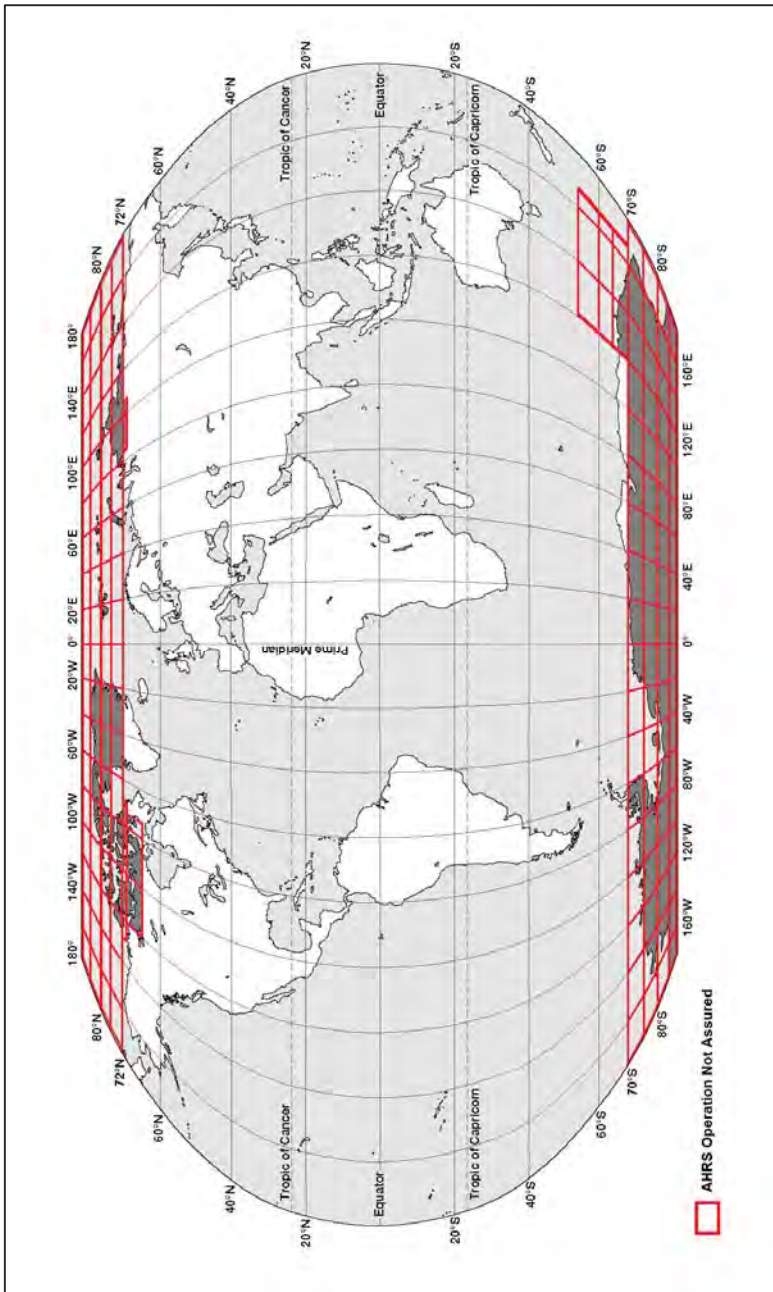 180°
140°W
100°W
60°W
20°W
0°
20°E
60°E
100°E
140°E
180°
80°N
80°N
72°N
72°N
60°N
60°N
40°N
40°N
Tropic of Cancer
Tropic of Cancer
20°N
20°N
Prime Meridian
Equator
Equator
20°S
20°S
Tropic of Capricorn
Tropic of Capricorn
40°S
40°S
60°S
60°S
70°S
70°S
80°S
80°S
160°W
120°W
80°W
40°W
0°
40°E
80°E
120°E
160°E
AHRS Operation Not Assured